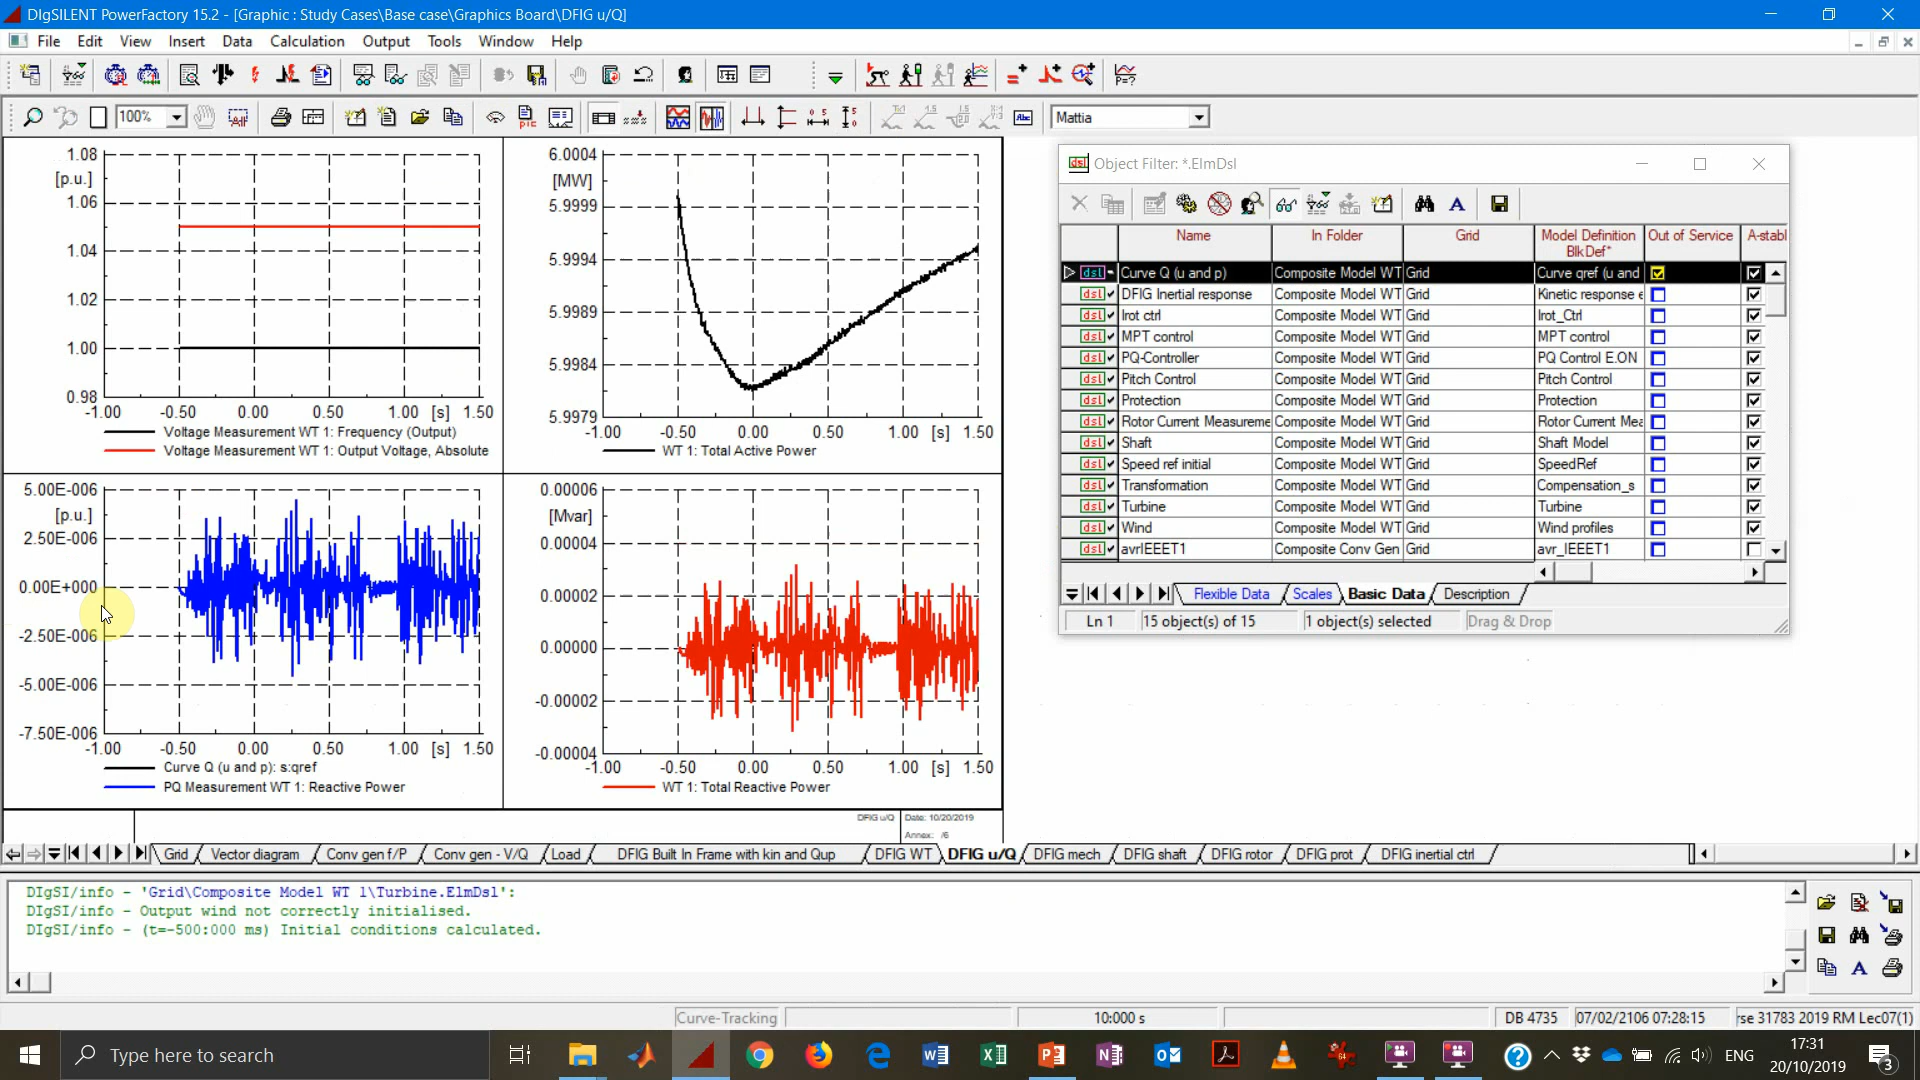 DIgSILENT PowerFactory 15.2 - [Graphic : Study Cases\Base case\Graphics Board\DFIG u/Q]
File Edit View Insert Data Calculation Output Tools Window Help
100% Mattia
1.08
[p.u.]
1.06
1.04
1.02
1.00
0.98
-1.00 -0.50 0.00 0.50 1.00 [s] 1.50
Voltage Measurement WT 1: Frequency (Output)
Voltage Measurement WT 1: Output Voltage, Absolute
6.0004
[MW]
5.9999
5.9994
5.9989
5.9984
5.9979
-1.00 -0.50 0.00 0.50 1.00 [s] 1.50
WT 1: Total Active Power
5.00E-006
[p.u.]
2.50E-006
0.00E+000
-2.50E-006
-5.00E-006
-7.50E-006
-1.00 -0.50 0.00 0.50 1.00 [s] 1.50
Curve Q (u and p): s:qref
PQ Measurement WT 1: Reactive Power
0.00006
[Mvar]
0.00004
0.00002
0.00000
-0.00002
-0.00004
-1.00 -0.50 0.00 0.50 1.00 [s] 1.50
WT 1: Total Reactive Power
DFIG u/Q Date: 10/20/2019
Annex: /6
Object Filter: *.ElmDsl
Name In Folder Grid Model Definition Out of Service A-stabl
BlkDef*
Curve Q (u and p) Composite Model WT Grid Curve qref (u and
DFIG Inertial response Composite Model WT Grid Kinetic response e
Irot ctrl Composite Model WT Grid Irot_Ctrl
MPT control Composite Model WT Grid MPT control
PQ-Controller Composite Model WT Grid PQ Control E.ON
Pitch Control Composite Model WT Grid Pitch Control
Protection Composite Model WT Grid Protection
Rotor Current Measureme Composite Model WT Grid Rotor Current Mea
Shaft Composite Model WT Grid Shaft Model
Speed ref initial Composite Model WT Grid SpeedRef
Transformation Composite Model WT Grid Compensation_s
Turbine Composite Model WT Grid Turbine
Wind Composite Model WT Grid Wind profiles
avrIEEET1 Composite Conv Gen Grid avr_IEEET1
Flexible Data Scales Basic Data Description
Ln 1 15 object(s) of 15 1 object(s) selected Drag & Drop
Grid Vector diagram Conv gen f/P Conv gen - V/Q Load DFIG Built In Frame with kin and Qup DFIG WT DFIG u/Q DFIG mech DFIG shaft DFIG rotor DFIG prot DFIG inertial ctrl
DIgSI/info - 'Grid\Composite Model WT 1\Turbine.ElmDsl':
DIgSI/info - Output wind not correctly initialised.
DIgSI/info - (t=-500:000 ms) Initial conditions calculated.
Curve-Tracking 10:000 s DB 4735 07/02/2106 07:28:15 rse 31783 2019 RM Lec07(1)
Type here to search
ENG
17:31
20/10/2019
3